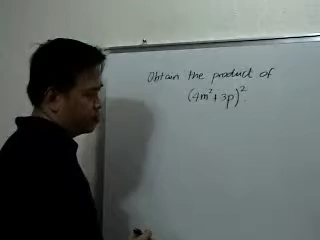 Obtain the product of
(4m²+3p)².